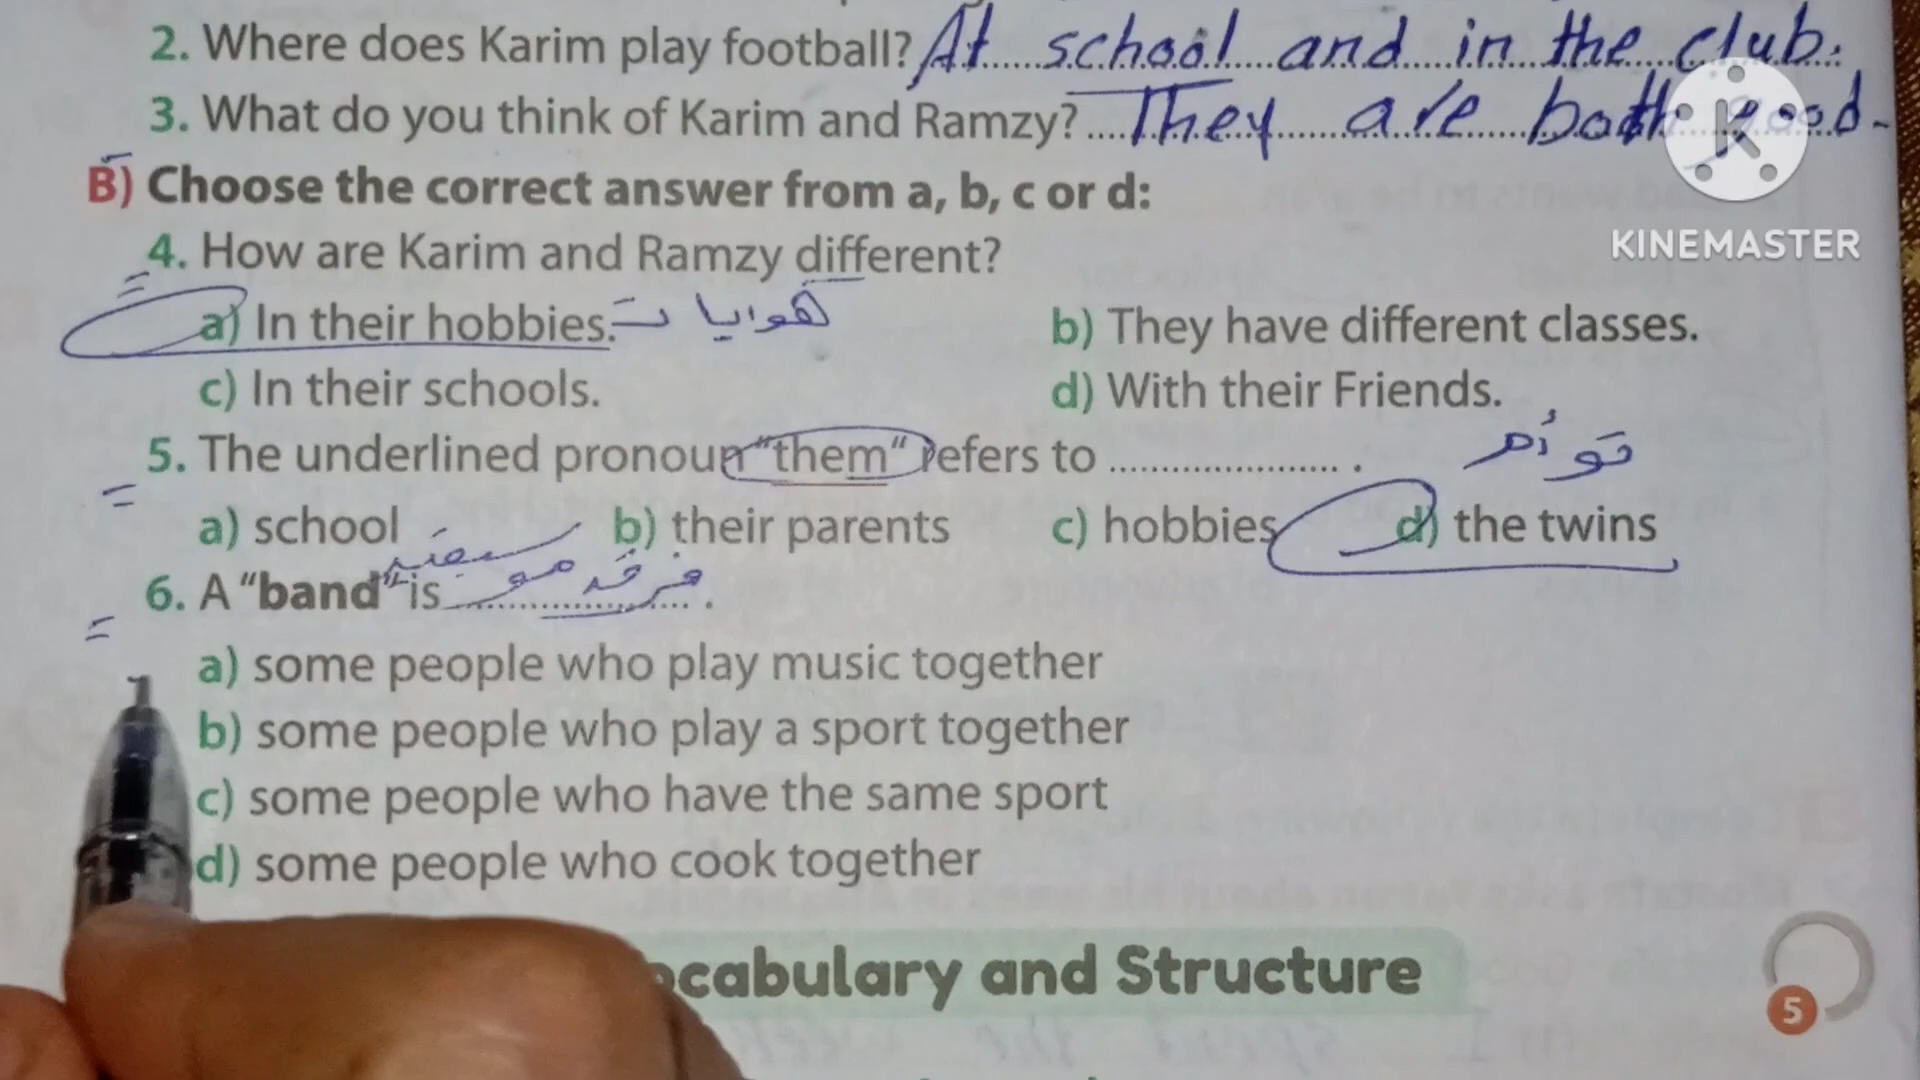 2. Where does Karim play football? At school and in the club.
3. What do you think of Karim and Ramzy? They are both good.
B) Choose the correct answer from a, b, c or d:
KINEMASTER
4. How are Karim and Ramzy different?
a) In their hobbies. هوايات b) They have different classes.
c) In their schools. d) With their Friends.
5. The underlined pronoun "them" refers to .................... . توأم
a) school b) their parents c) hobbies d) the twins
6. A "band" is .................... . فرقه موسيقيه
a) some people who play music together
b) some people who play a sport together
c) some people who have the same sport
d) some people who cook together
ocabulary and Structure
5